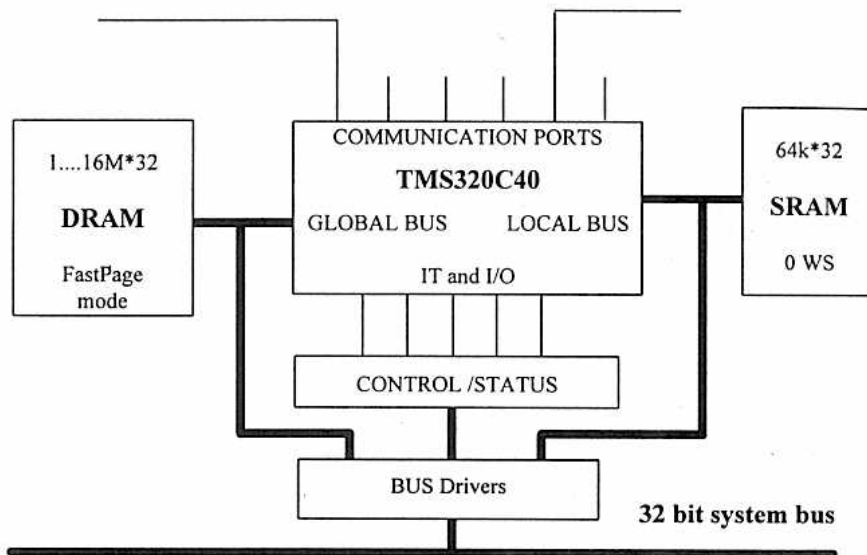 COMMUNICATION PORTS
1....16M*32
TMS320C40
64k*32
DRAM
GLOBAL BUS
LOCAL BUS
SRAM
FastPage
mode
IT and I/O
0 WS
CONTROL /STATUS
BUS Drivers
32 bit system bus